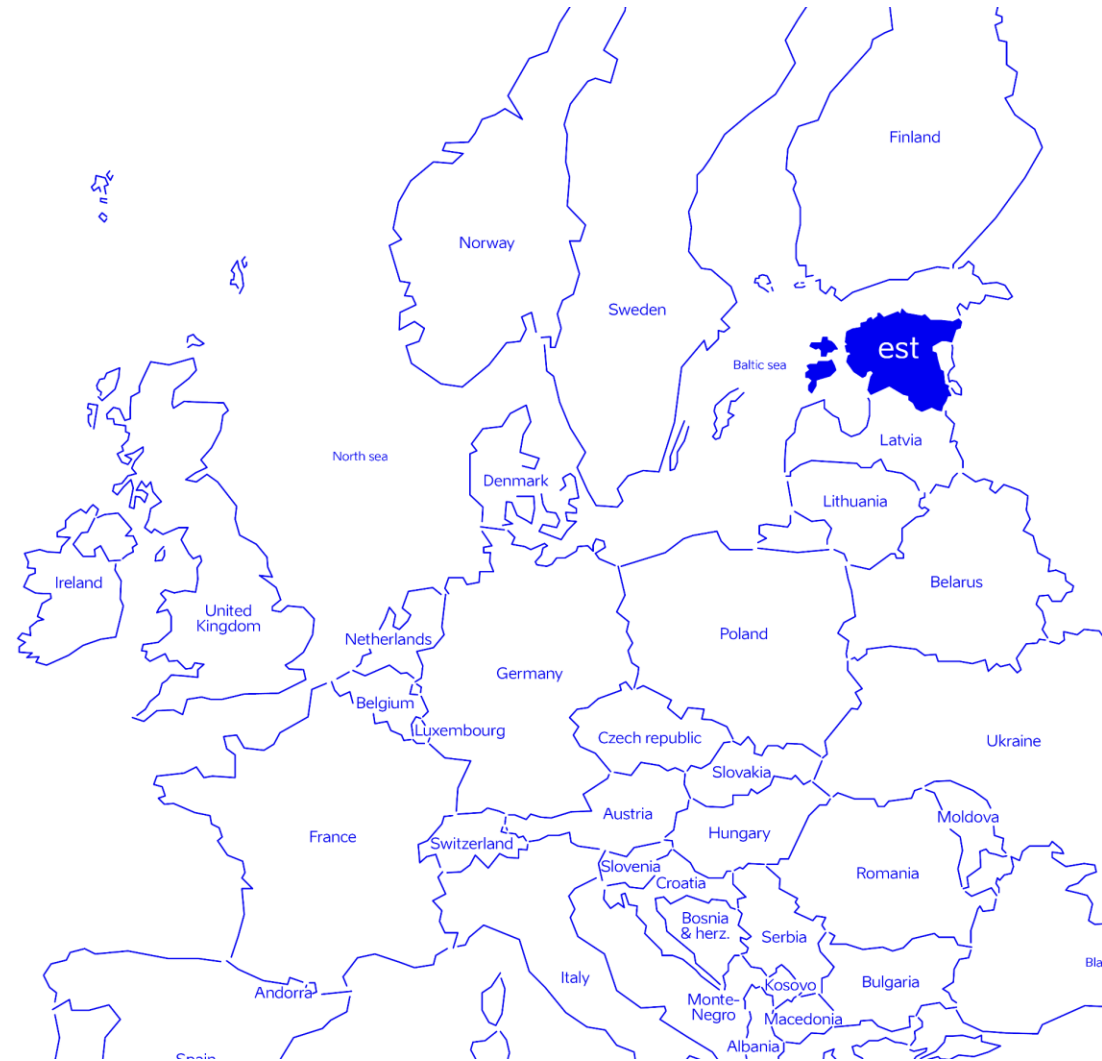 Finland
Norway
Sweden
est
Baltic sea
Latvia
North sea
Denmark
Lithuania
Ireland
Belarus
United
Kingdom
Netherlands
Poland
Germany
Belgium
Luxembourg
Czech republic
Ukraine
Slovakia
Austria
Moldova
France
Switzerland
Hungary
Slovenia
Romania
Croatia
Bosnia
& herz.
Serbia
Bla
Italy
Bulgaria
Kosovo
Andorra
Monte-
Negro
Macedonia
Albania
Spain